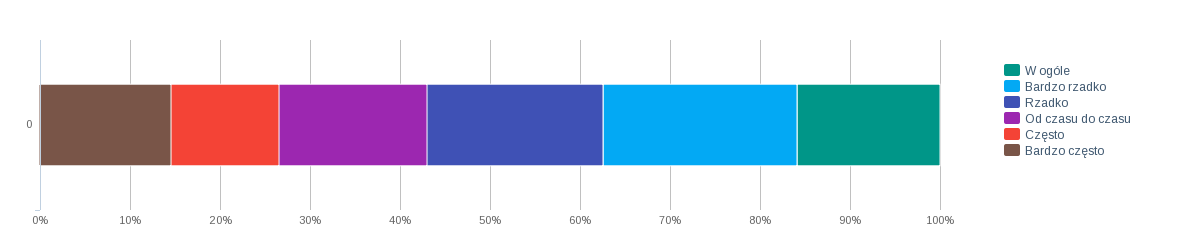 0
0%
10%
20%
30%
40%
50%
60%
70%
80%
90%
100%
W ogóle
Bardzo rzadko
Rzadko
Od czasu do czasu
Często
Bardzo często